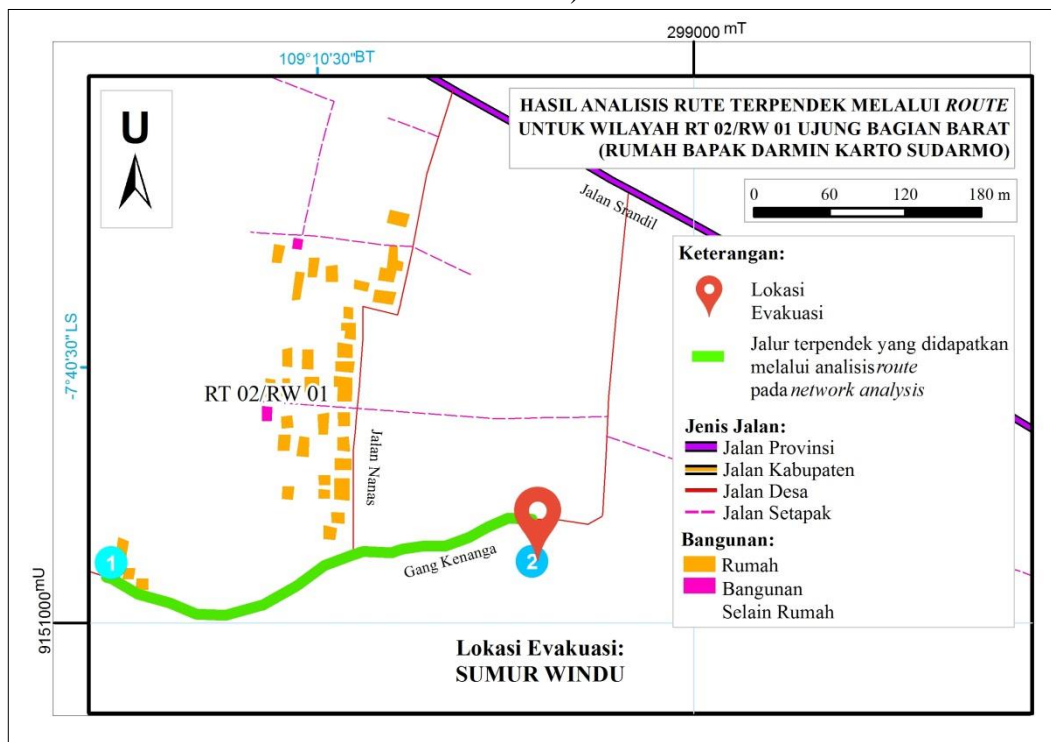 299000 mT
109°10'30" BT
U
HASIL ANALISIS RUTE TERPENDEK MELALUI ROUTE
UNTUK WILAYAH RT 02/RW 01 UJUNG BAGIAN BARAT
(RUMAH BAPAK DARMIN KARTO SUDARMO)
0 60 120 180 m
Jalan Srandil
Keterangan:
Lokasi
Evakuasi
Jalur terpendek yang didapatkan
melalui analisis route
pada network analysis
Jenis Jalan:
Jalan Provinsi
Jalan Kabupaten
Jalan Desa
Jalan Setapak
Bangunan:
Rumah
Bangunan
Selain Rumah
-7°40'30" LS
RT 02/RW 01
Jalan Nanas
Gang Kenanga
1
2
9151000 mU
Lokasi Evakuasi:
SUMUR WINDU